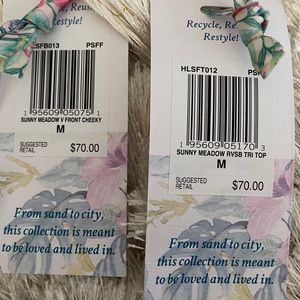 Reuse,
Restyle!
SFB013 PSFF
1 95609 05075 1
SUNNY MEADOW V FRONT CHEEKY
M
SUGGESTED
RETAIL
$70.00
From sand to city,
this collection is meant
to be loved and lived in.
Recycle, Re
Restyle!
HLSFT012
1 95609 05170 3
SUNNY MEADOW RVSB TRI TOP
M
SUGGESTED
RETAIL
$70.00
From sand to city,
this collection is meant
to be loved and lived in.